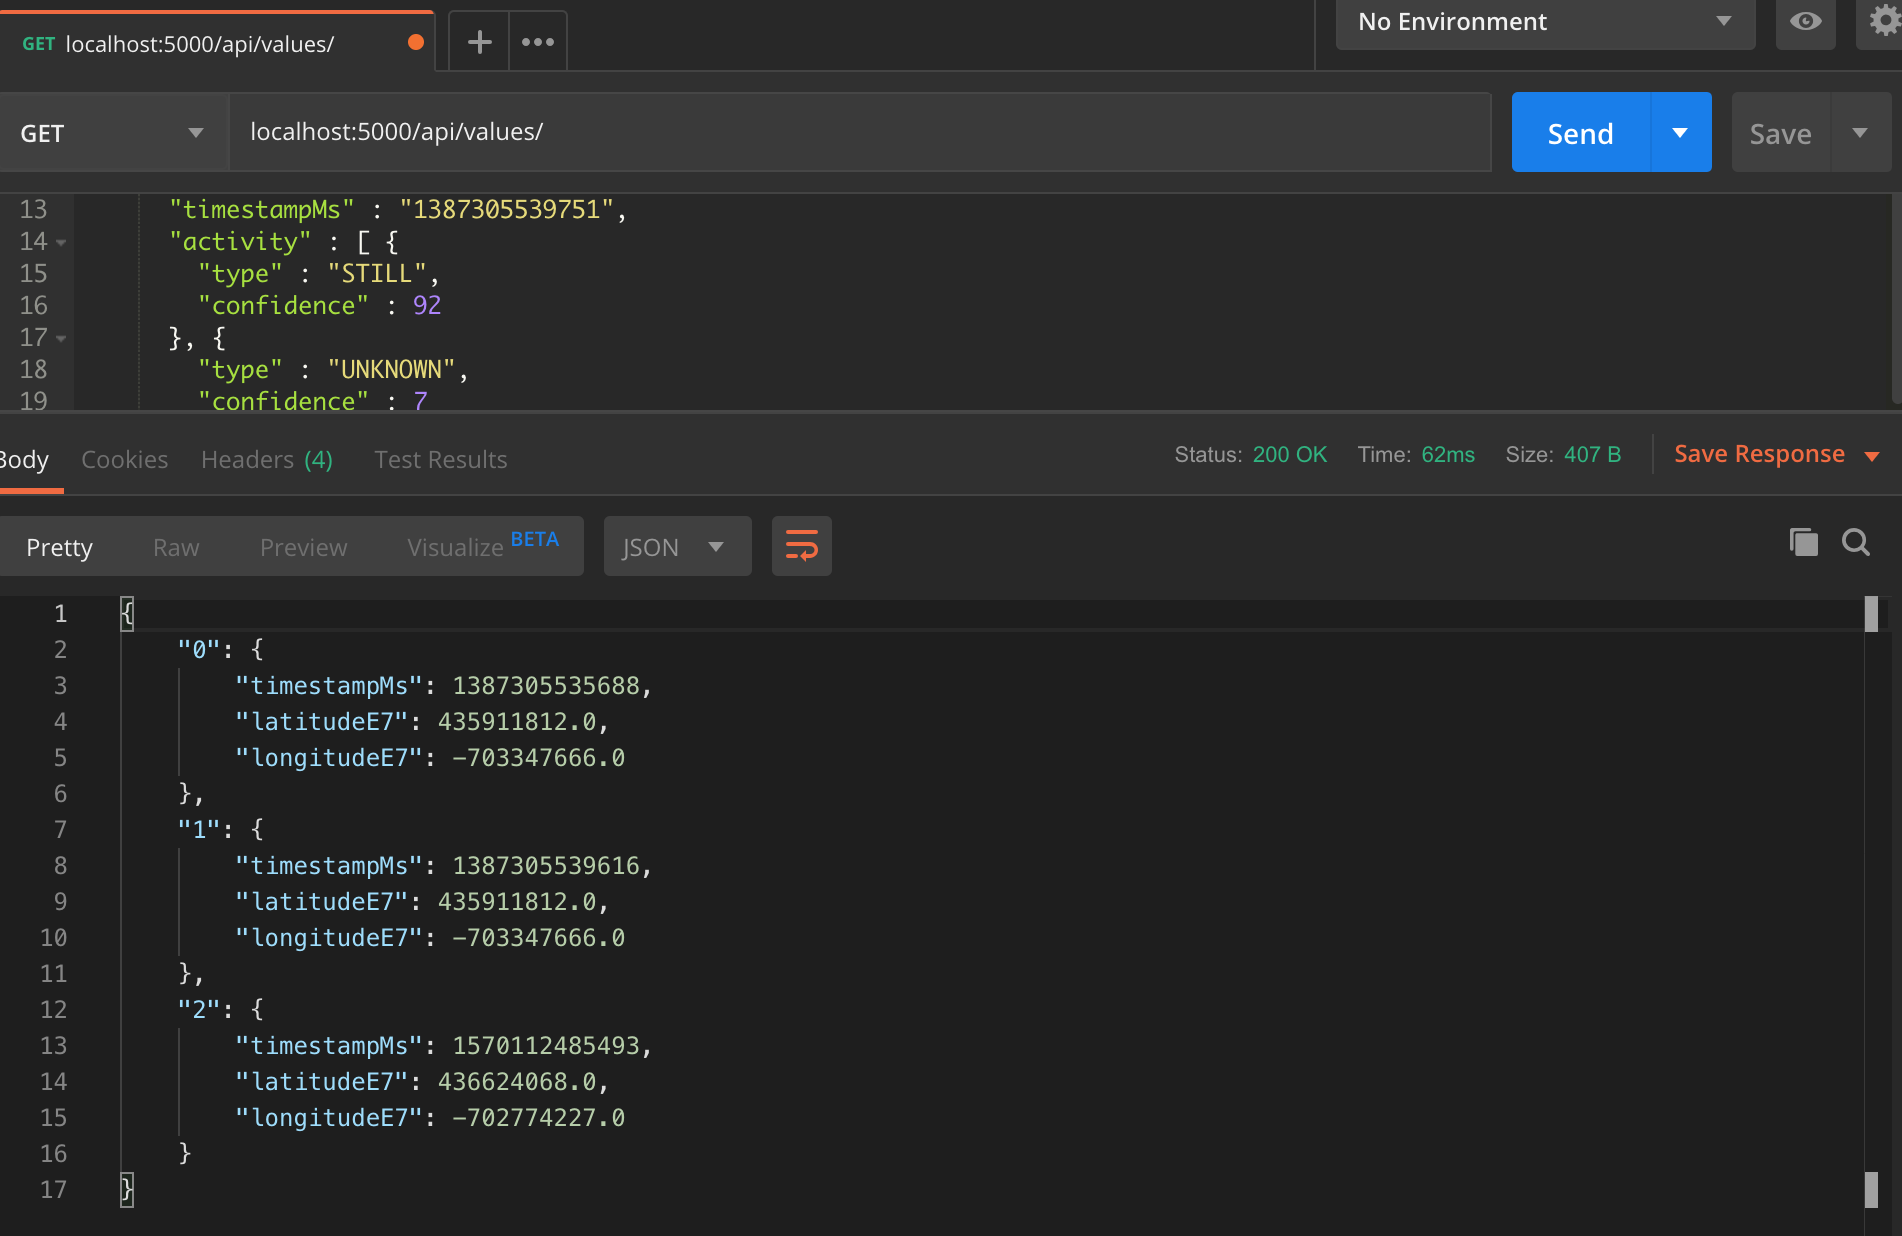 GET localhost:5000/api/values/
No Environment
GET localhost:5000/api/values/ Send Save
13 "timestampMs" : "1387305539751",
14 "activity" : [ {
15 "type" : "STILL",
16 "confidence" : 92
17 }, {
18 "type" : "UNKNOWN",
19 "confidence" : 7
Body Cookies Headers (4) Test Results Status: 200 OK Time: 62ms Size: 407 B Save Response
Pretty Raw Preview Visualize BETA JSON
1 {
2 "0": {
3 "timestampMs": 1387305535688,
4 "latitudeE7": 435911812.0,
5 "longitudeE7": -703347666.0
6 },
7 "1": {
8 "timestampMs": 1387305539616,
9 "latitudeE7": 435911812.0,
10 "longitudeE7": -703347666.0
11 },
12 "2": {
13 "timestampMs": 1570112485493,
14 "latitudeE7": 436624068.0,
15 "longitudeE7": -702774227.0
16 }
17 }